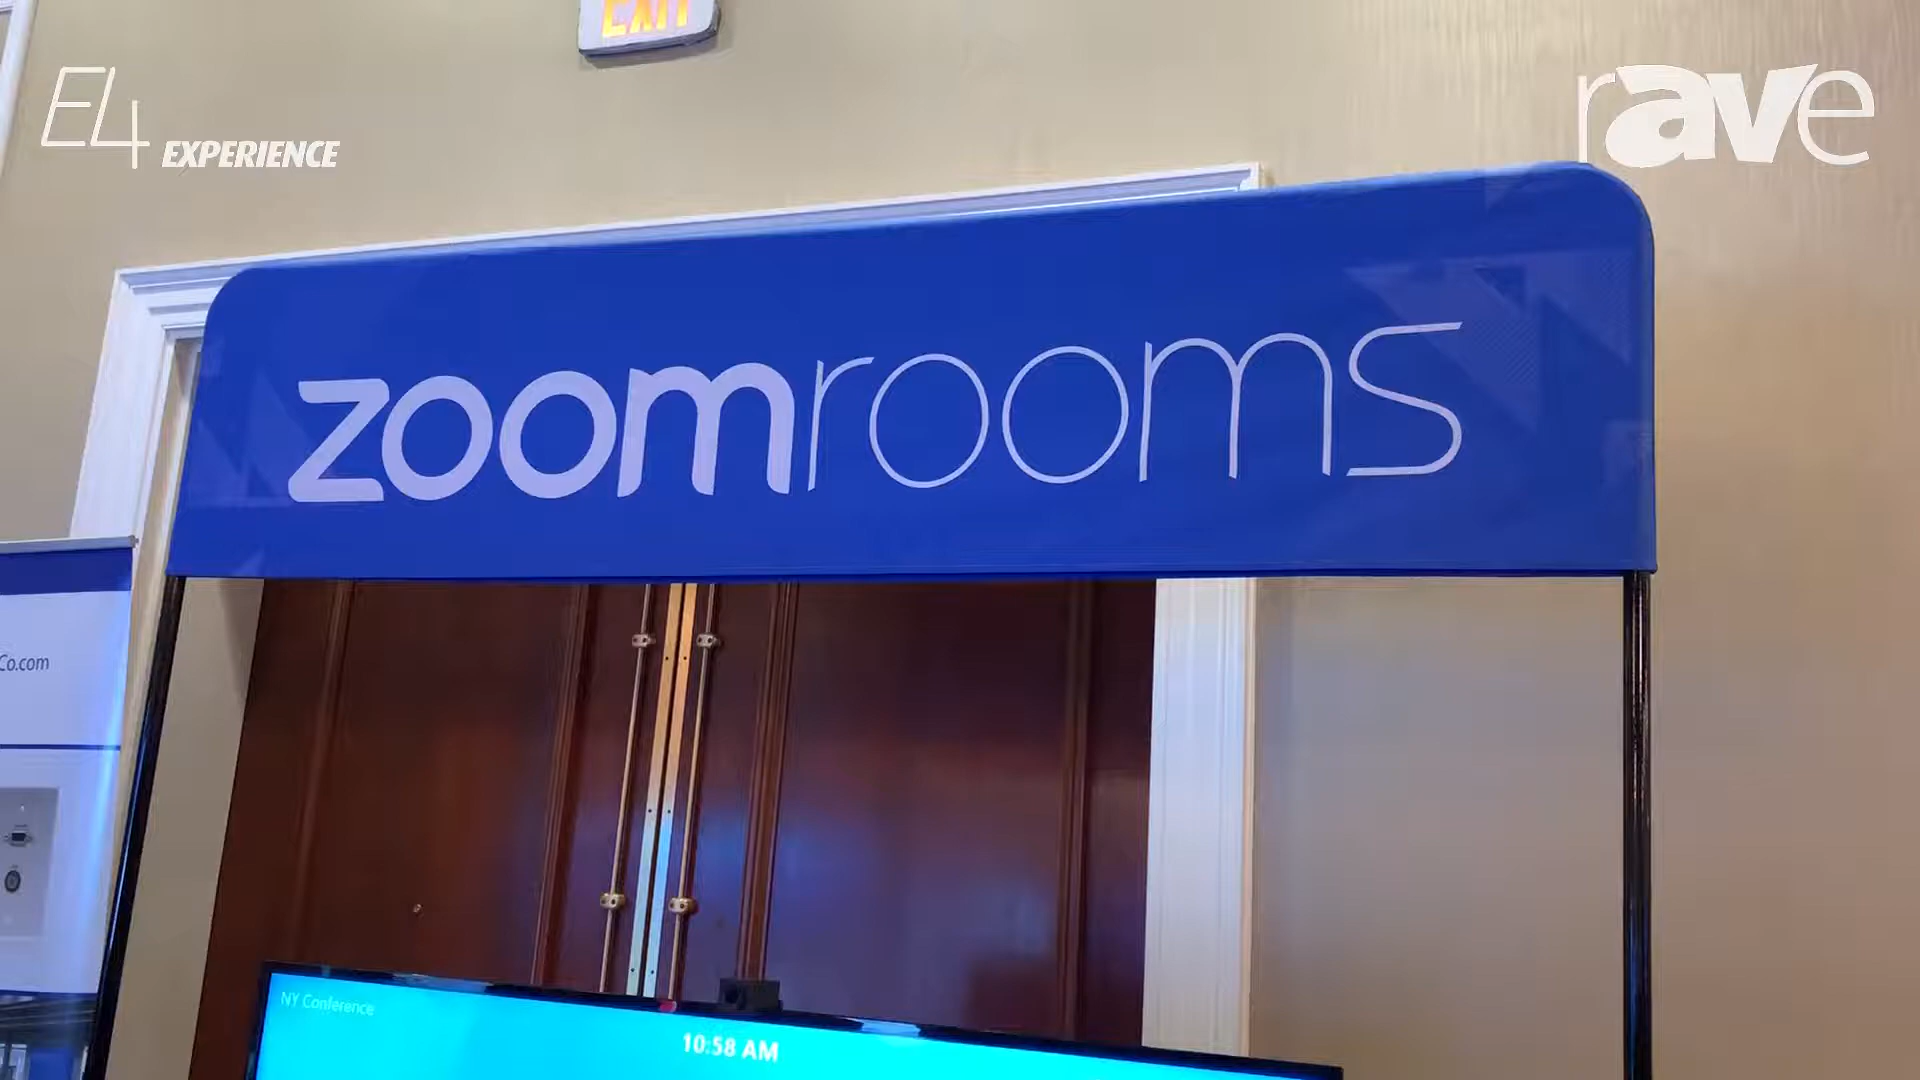 EXIT
E4 EXPERIENCE
rave
zoomrooms
Co.com
NY Conference
10:58 AM